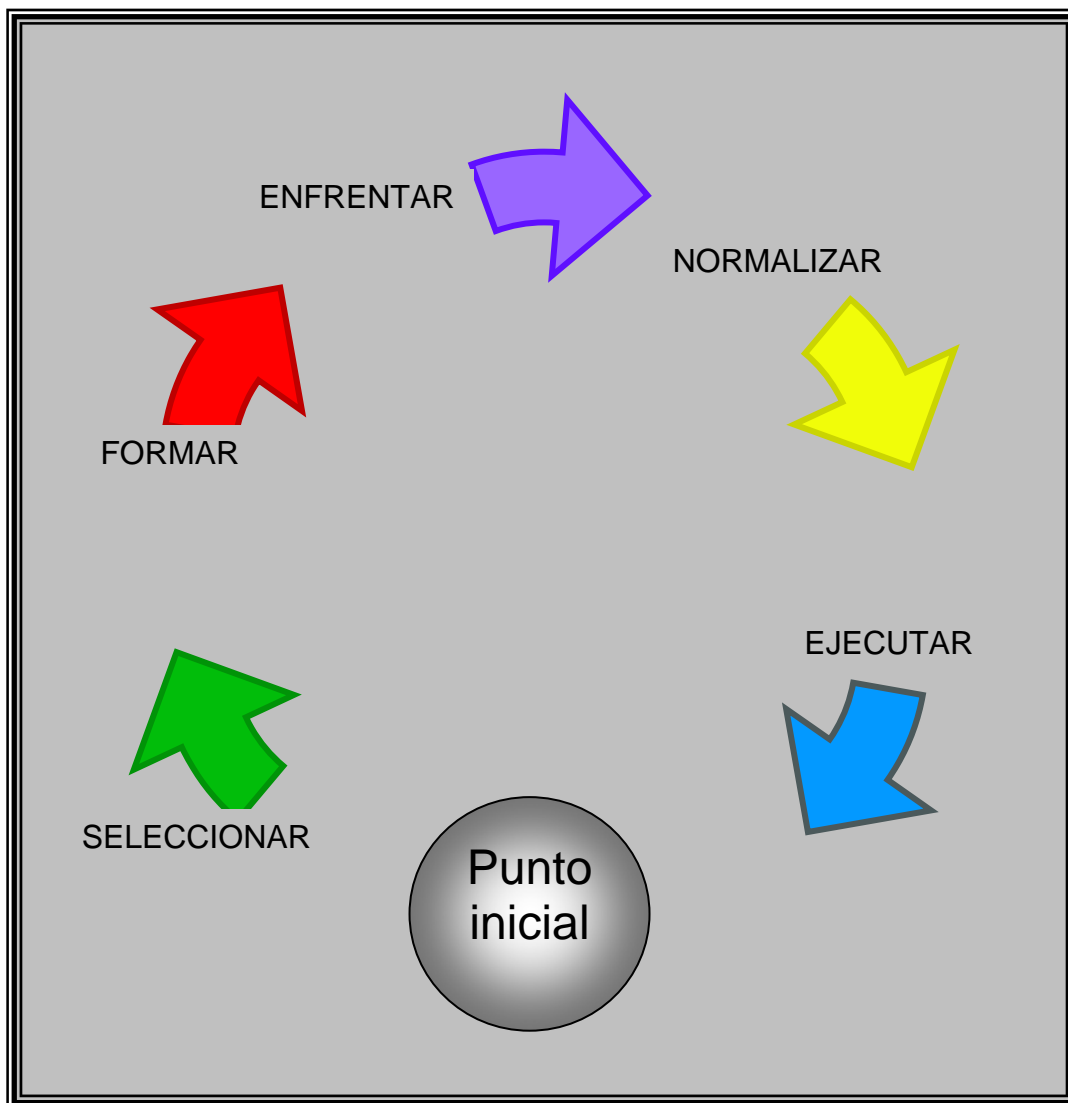 ENFRENTAR
NORMALIZAR
FORMAR
EJECUTAR
SELECCIONAR
Punto
inicial